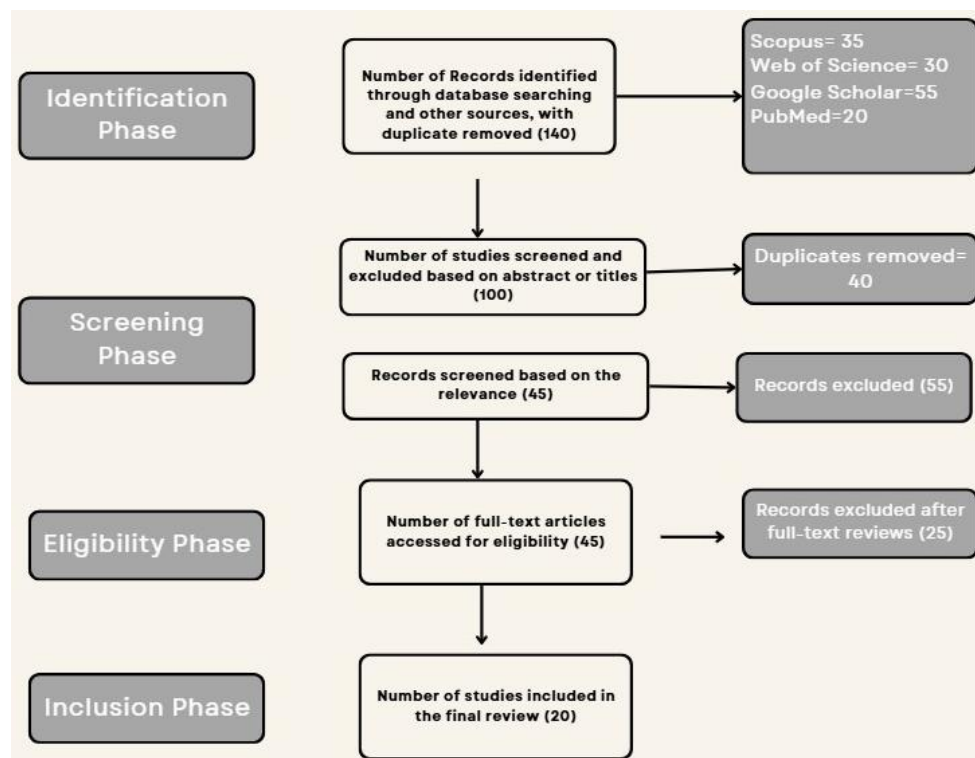 Identification
Phase
Number of Records identified
through database searching
and other sources, with
duplicate removed (140)
Scopus= 35
Web of Science= 30
Google Scholar=55
PubMed=20
Screening
Phase
Number of studies screened and
excluded based on abstract or titles
(100)
Duplicates removed=
40
Records screened based on the
relevance (45)
Records excluded (55)
Eligibility Phase
Number of full-text articles
accessed for eligibility (45)
Records excluded after
full-text reviews (25)
Inclusion Phase
Number of studies included in
the final review (20)